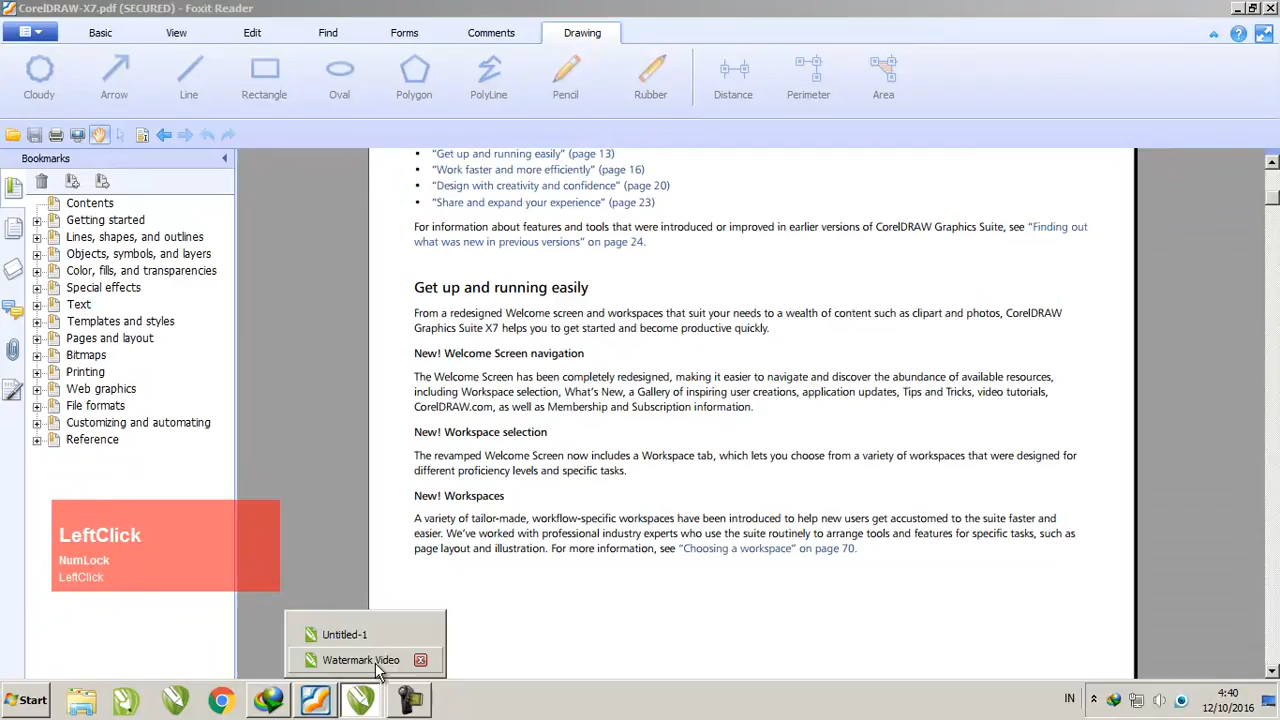 CorelDRAW-X7.pdf (SECURED) - Foxit Reader
Basic View Edit Find Forms Comments Drawing
Cloudy Arrow Line Rectangle Oval Polygon PolyLine Pencil Rubber Distance Perimeter Area
Bookmarks
Contents
Getting started
Lines, shapes, and outlines
Objects, symbols, and layers
Color, fills, and transparencies
Special effects
Text
Templates and styles
Pages and layout
Bitmaps
Printing
Web graphics
File formats
Customizing and automating
Reference
• “Get up and running easily” (page 13)
• “Work faster and more efficiently” (page 16)
• “Design with creativity and confidence” (page 20)
• “Share and expand your experience” (page 23)
For information about features and tools that were introduced or improved in earlier versions of CorelDRAW Graphics Suite, see “Finding out
what was new in previous versions” on page 24.
Get up and running easily
From a redesigned Welcome screen and workspaces that suit your needs to a wealth of content such as clipart and photos, CorelDRAW
Graphics Suite X7 helps you to get started and become productive quickly.
New! Welcome Screen navigation
The Welcome Screen has been completely redesigned, making it easier to navigate and discover the abundance of available resources,
including Workspace selection, What’s New, a Gallery of inspiring user creations, application updates, Tips and Tricks, video tutorials,
CorelDRAW.com, as well as Membership and Subscription information.
New! Workspace selection
The revamped Welcome Screen now includes a Workspace tab, which lets you choose from a variety of workspaces that were designed for
different proficiency levels and specific tasks.
New! Workspaces
A variety of tailor-made, workflow-specific workspaces have been introduced to help new users get accustomed to the suite faster and
easier. We’ve worked with professional industry experts who use the suite routinely to arrange tools and features for specific tasks, such as
page layout and illustration. For more information, see “Choosing a workspace” on page 70.
LeftClick
NumLock
LeftClick
Untitled-1
Watermark Video
Start
IN
4:40
12/10/2016